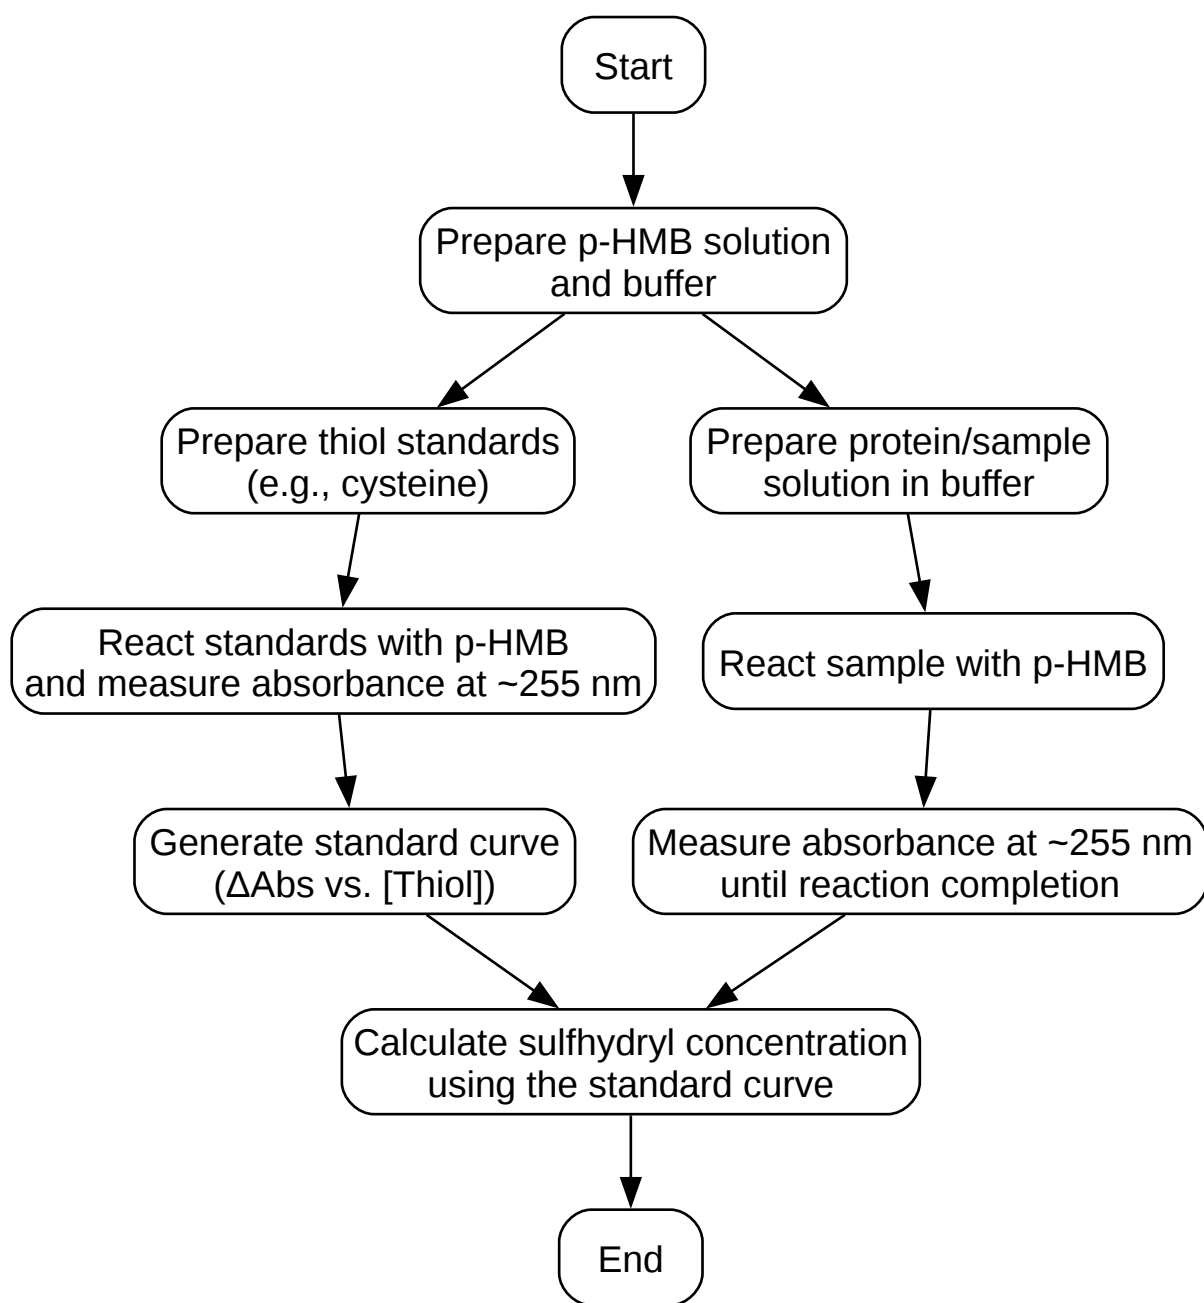 Start
Prepare p-HMB solution
and buffer
Prepare thiol standards
(e.g., cysteine)
Prepare protein/sample
solution in buffer
React standards with p-HMB
and measure absorbance at ~255 nm
React sample with p-HMB
Generate standard curve
(ΔAbs vs. [Thiol])
Measure absorbance at ~255 nm
until reaction completion
Calculate sulfhydryl concentration
using the standard curve
End